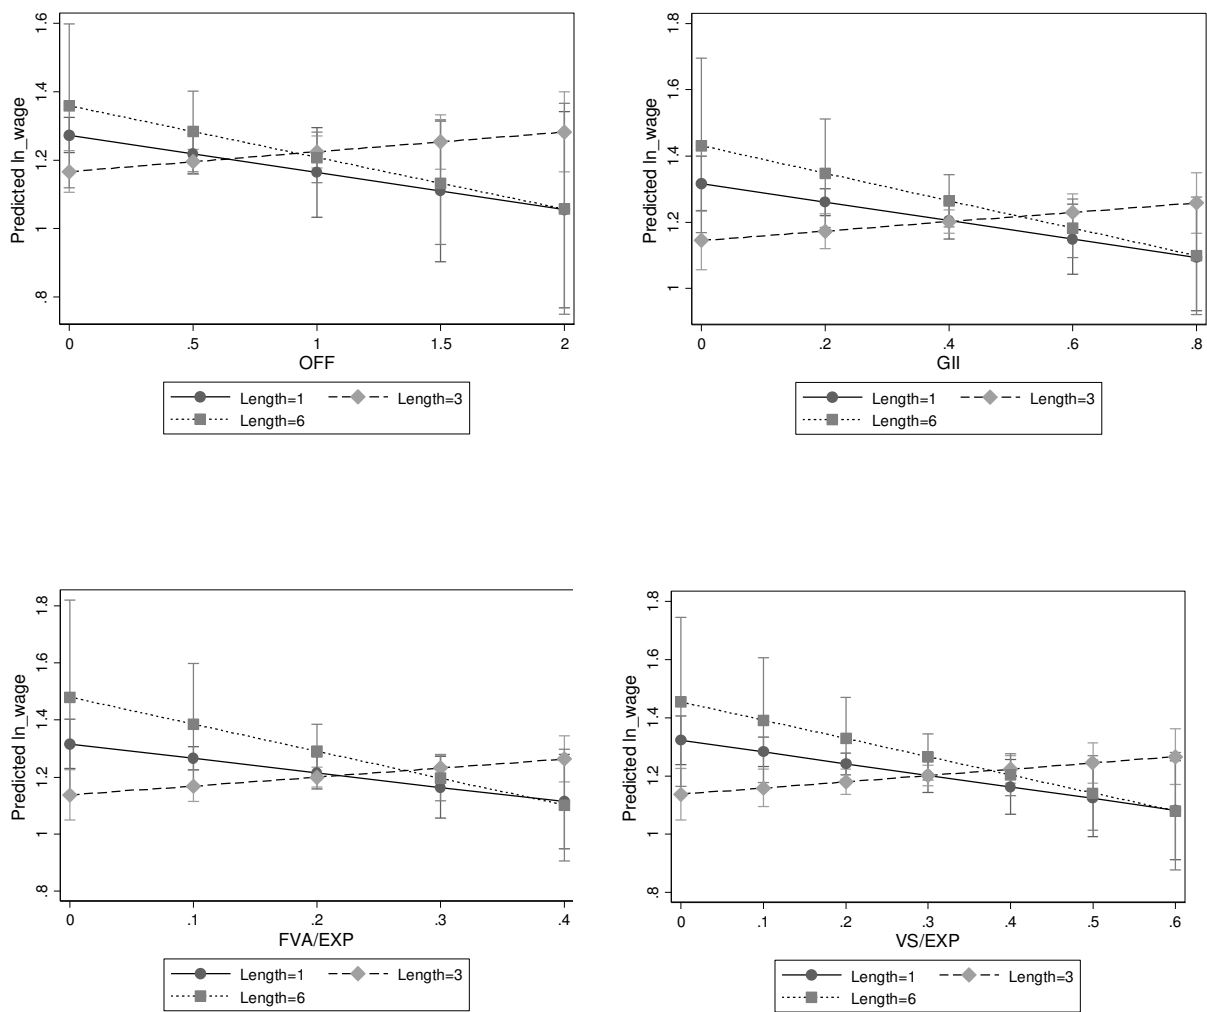 Predicted ln_wage
1.6
1.4
1.2
1
.8
0 .5 1 1.5 2
OFF
Length=1 Length=3
Length=6
Predicted ln_wage
1.8
1.6
1.4
1.2
1
0 .2 .4 .6 .8
GII
Length=1 Length=3
Length=6
Predicted ln_wage
1.8
1.6
1.4
1.2
1
.8
0 .1 .2 .3 .4
FVA/EXP
Length=1 Length=3
Length=6
Predicted ln_wage
1.8
1.6
1.4
1.2
1
.8
0 .1 .2 .3 .4 .5 .6
VS/EXP
Length=1 Length=3
Length=6